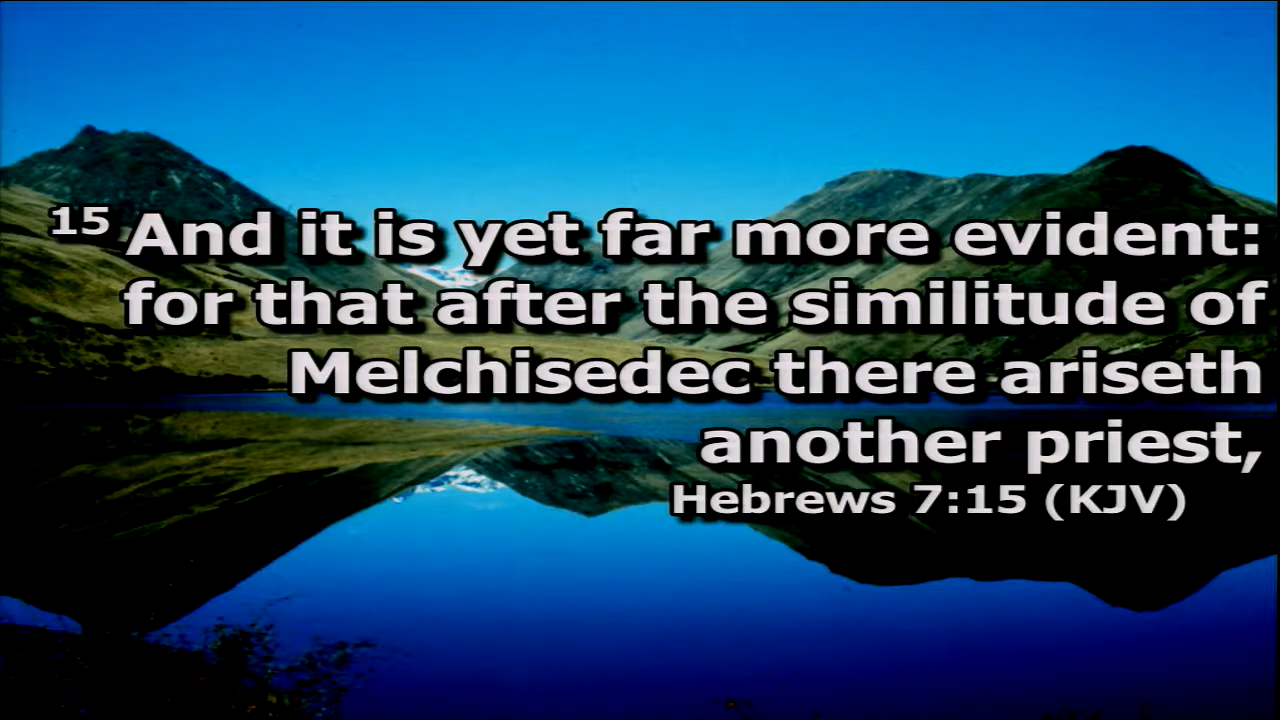 15 And it is yet far more evident:
for that after the similitude of
Melchisedec there ariseth
another priest,
Hebrews 7:15 (KJV)